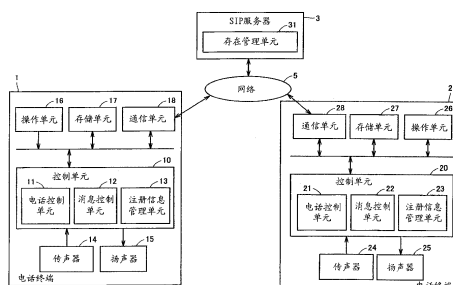 SIP服务器
3
31
存在管理单元
5
网络
1
16
17
18
操作单元
存储单元
通信单元
10
控制单元
11
12
13
电话控制单元
消息控制单元
注册信息管理单元
14
15
传声器
扬声器
电话终端
2
28
27
26
通信单元
存储单元
操作单元
20
控制单元
21
22
23
电话控制单元
消息控制单元
注册信息管理单元
24
25
传声器
扬声器